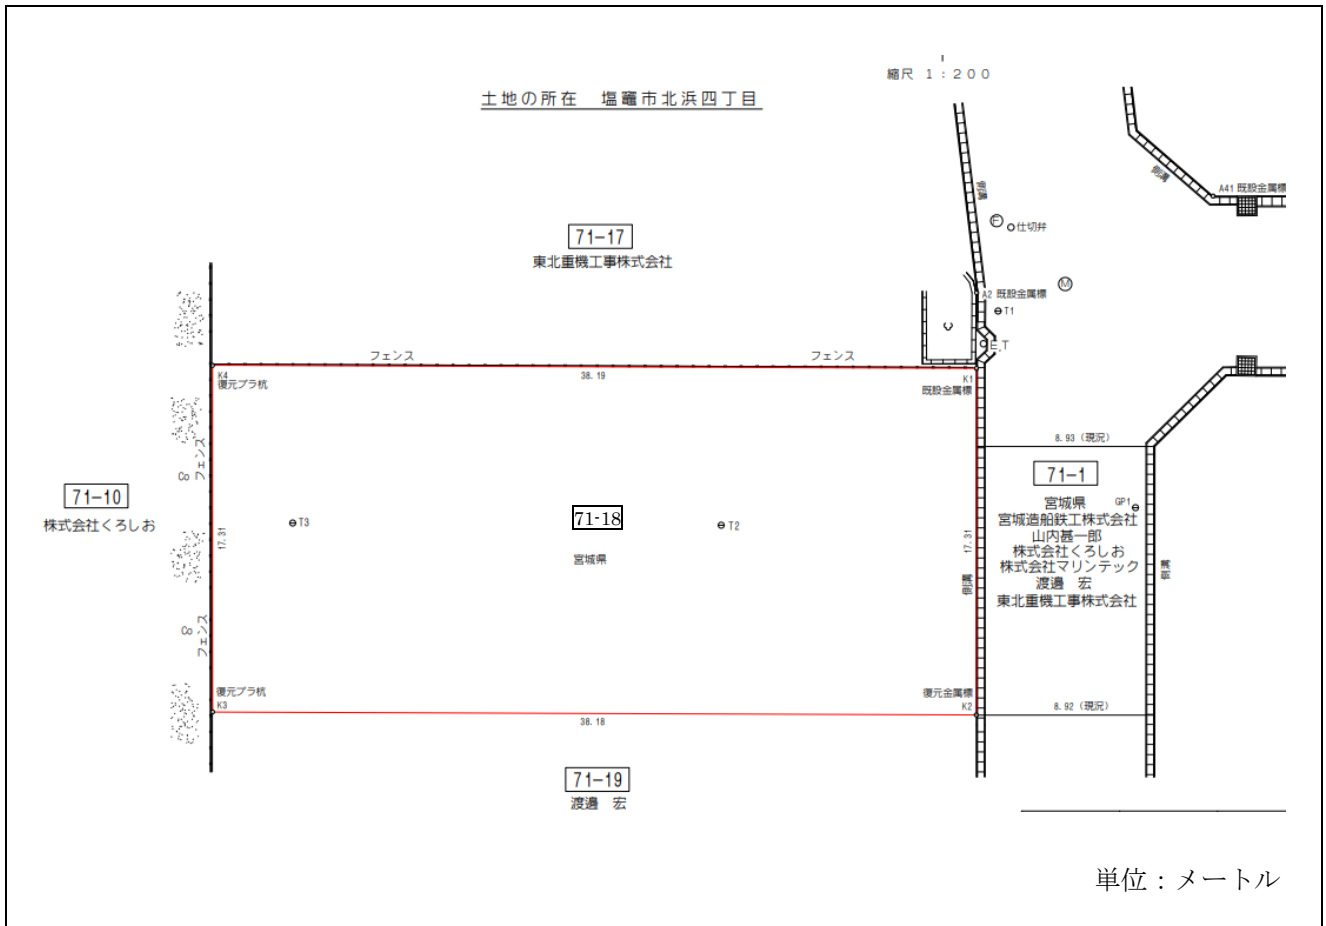 縮尺 1:200
土地の所在 塩竈市北浜四丁目
側溝
側溝
A41 既設金属標
F
仕切弁
71-17
東北重機工事株式会社
M
A2 既設金属標
T1
E.T
フェンス
フェンス
K4
復元プラ杭
38.19
K1
既設金属標
8.93(現況)
71-1
宮城県
GP1
宮城造船鉄工株式会社
山内甚一郎
株式会社くろしお
株式会社マリンテック
渡邉 宏
東北重機工事株式会社
Co フェンス
71-10
株式会社くろしお
17.31
T3
71-18
宮城県
T2
17.31
側溝
側溝
Co フェンス
復元プラ杭
K3
38.18
復元金属標
K2
8.92(現況)
71-19
渡邉 宏
単位:メートル